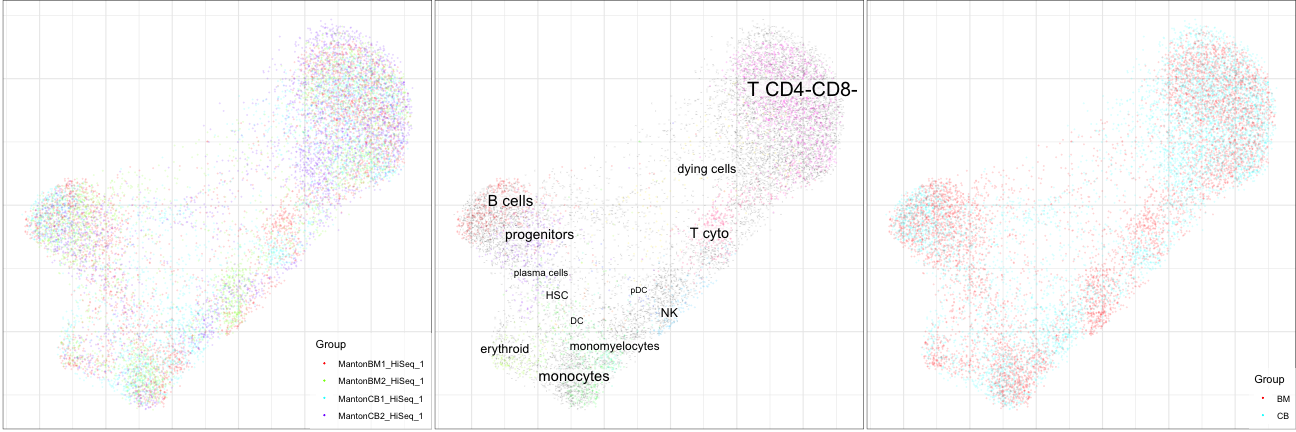 Group
MantonBM1_HiSeq_1
MantonBM2_HiSeq_1
MantonCB1_HiSeq_1
MantonCB2_HiSeq_1
T CD4-CD8-
dying cells
B cells
progenitors
T cyto
plasma cells
HSC
pDC
NK
DC
erythroid
monomyelocytes
monocytes
Group
BM
CB